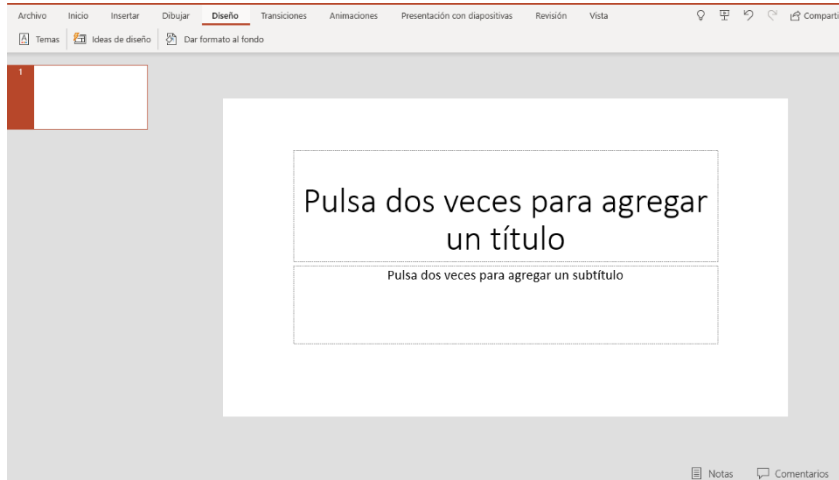 Archivo Inicio Insertar Dibujar Diseño Transiciones Animaciones Presentación con diapositivas Revisión Vista
Temas Ideas de diseño Dar formato al fondo
1
Pulsa dos veces para agregar
un título
Pulsa dos veces para agregar un subtítulo
Notas Comentarios